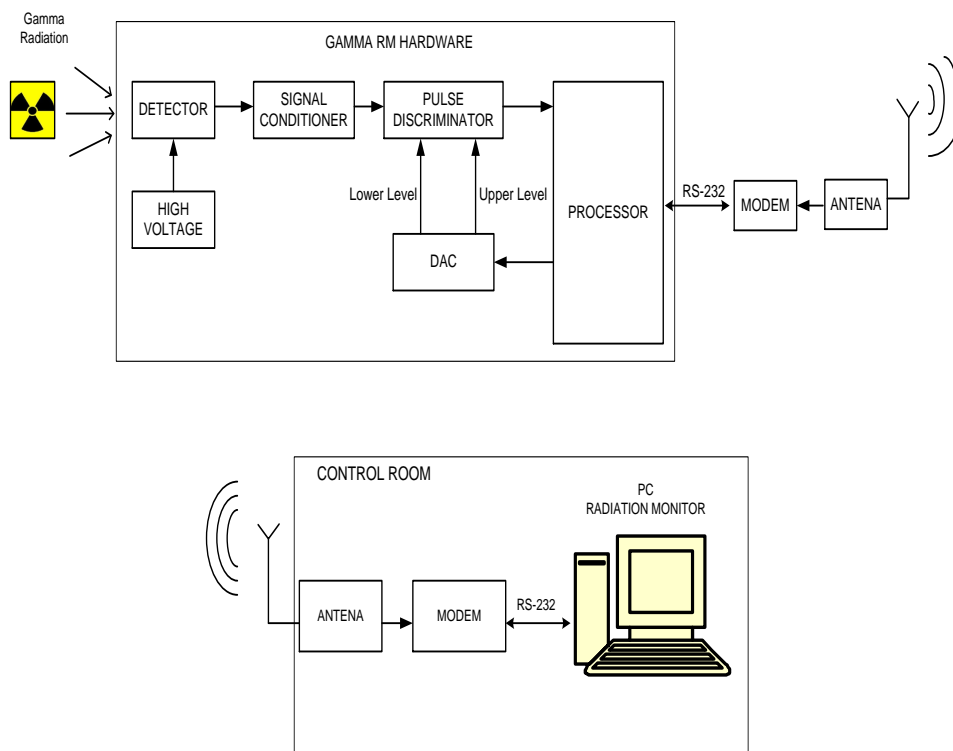 Gamma
Radiation
GAMMA RM HARDWARE
DETECTOR
SIGNAL
CONDITIONER
PULSE
DISCRIMINATOR
HIGH
VOLTAGE
Lower Level
Upper Level
DAC
PROCESSOR
RS-232
MODEM
ANTENA
CONTROL ROOM
PC
RADIATION MONITOR
ANTENA
MODEM
RS-232